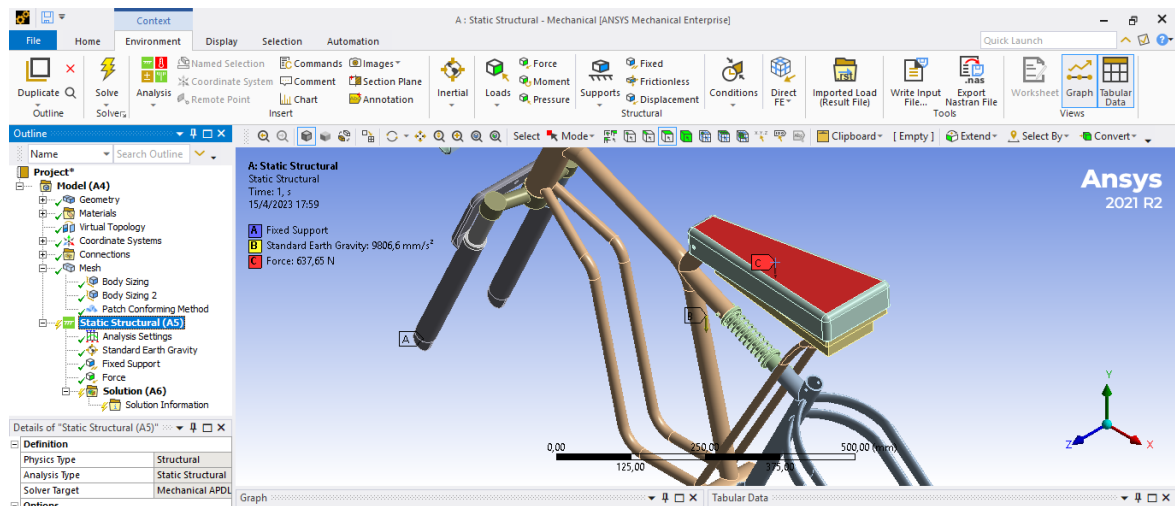 Context
A : Static Structural - Mechanical [ANSYS Mechanical Enterprise]
File Home Environment Display Selection Automation
Quick Launch
Duplicate
Outline
Solve
Solvers
Analysis
Named Selection
Coordinate System
Remote Point
Commands
Comment
Chart
Images
Section Plane
Annotation
Insert
Inertial
Loads
Force
Moment
Pressure
Supports
Fixed
Frictionless
Displacement
Structural
Conditions
Direct
FE
Imported Load
(Result File)
Write Input
File...
Export
Nastran File
Tools
Worksheet
Graph
Tabular
Data
Views
Outline
Name Search Outline
Select Mode Clipboard [ Empty ] Extend Select By Convert
Project*
Model (A4)
Geometry
Materials
Virtual Topology
Coordinate Systems
Connections
Mesh
Body Sizing
Body Sizing 2
Patch Conforming Method
Static Structural (A5)
Analysis Settings
Standard Earth Gravity
Fixed Support
Force
Solution (A6)
Solution Information
Details of "Static Structural (A5)"
Definition
Physics Type Structural
Analysis Type Static Structural
Solver Target Mechanical APDL
Options
A: Static Structural
Static Structural
Time: 1, s
15/4/2023 17:59
A Fixed Support
B Standard Earth Gravity: 9806,6 mm/s²
C Force: 637,65 N
Ansys
2021 R2
C
B
A
0,00 250,00 500,00 (mm)
125,00 375,00
Y
Z X
Graph
Tabular Data